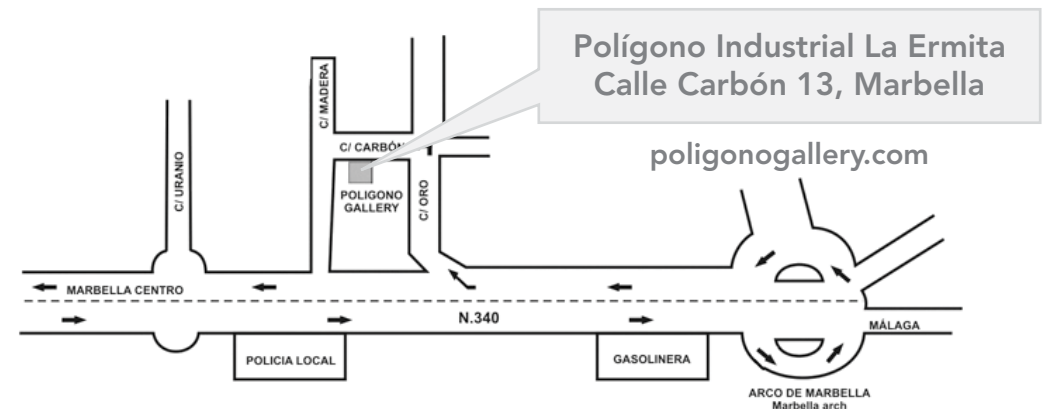 Polígono Industrial La Ermita
Calle Carbón 13, Marbella
poligonogallery.com
C/ MADERA
C/ CARBÓN
C/ URANIO
POLIGONO
GALLERY
C/ ORO
MARBELLA CENTRO
N.340
MÁLAGA
POLICIA LOCAL
GASOLINERA
ARCO DE MARBELLA
Marbella arch